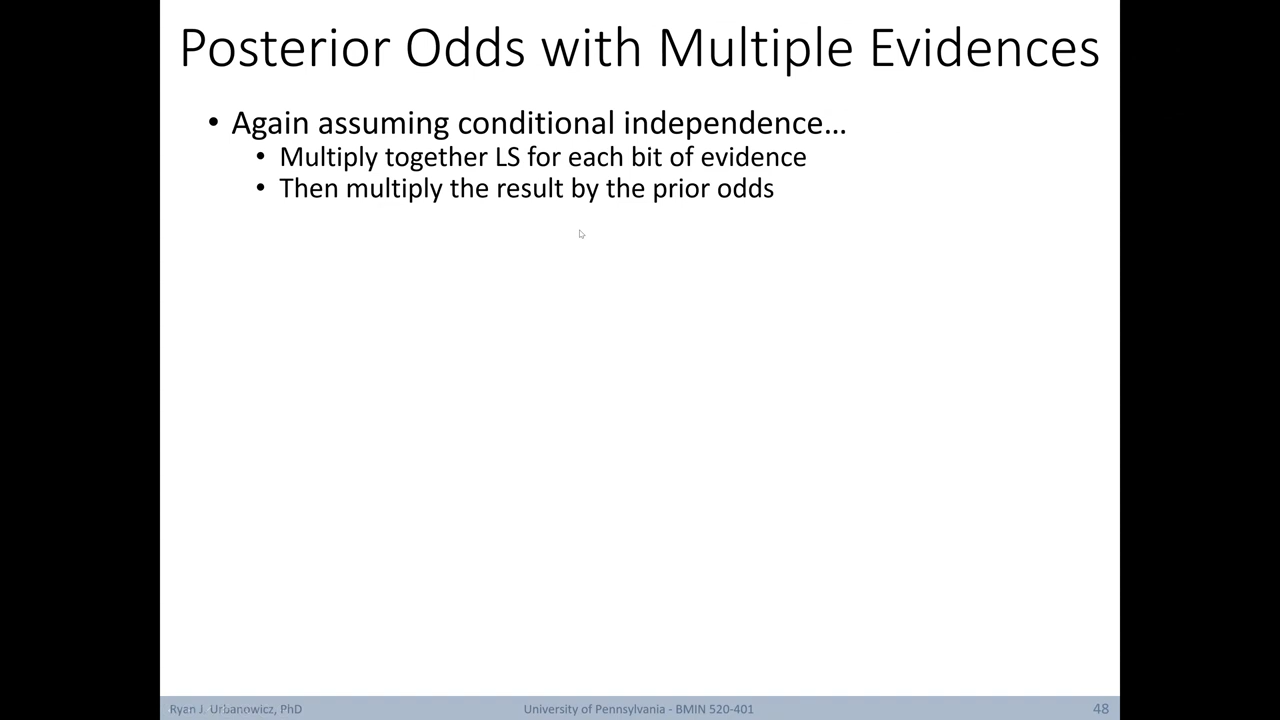 Posterior Odds with Multiple Evidences
• Again assuming conditional independence…
• Multiply together LS for each bit of evidence
• Then multiply the result by the prior odds
Ryan J. Urbanowicz, PhD
University of Pennsylvania - BMIN 520-401
48